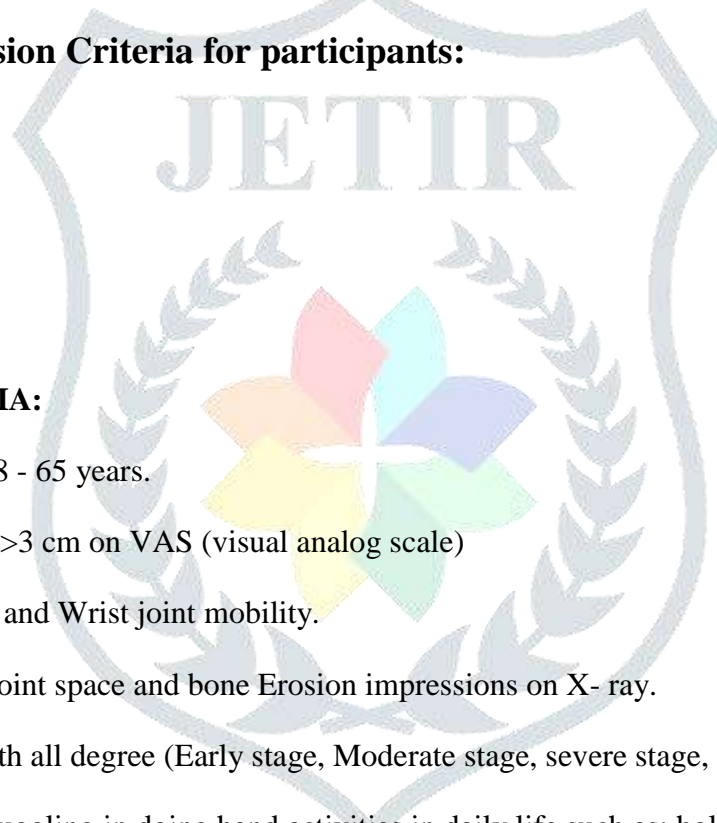 sion Criteria for participants:
JETIR
IA:
8 - 65 years.
>3 cm on VAS (visual analog scale)
and Wrist joint mobility.
oint space and bone Erosion impressions on X- ray.
th all degree (Early stage, Moderate stage, severe stage,